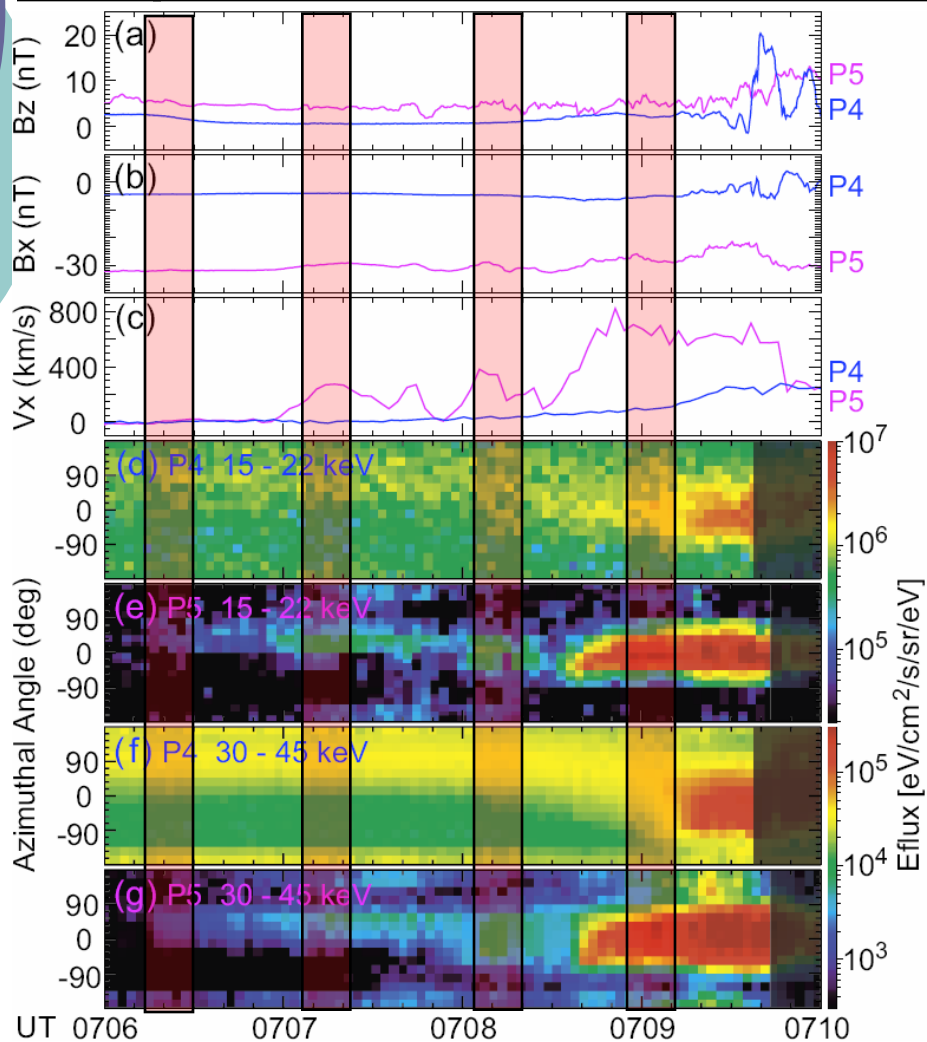 (a)
Bz (nT)
20
10
0
P5
P4
(b)
Bx (nT)
0
-30
P4
P5
(c)
Vx (km/s)
800
400
0
P4
P5
(d) P4 15 - 22 keV
90
0
-90
(e) P5 15 - 22 keV
90
0
-90
(f) P4 30 - 45 keV
90
0
-90
(g) P5 30 - 45 keV
90
0
-90
Azimuthal Angle (deg)
10⁷
10⁶
10⁵
10⁵
10⁴
10³
Eflux [eV/cm²/s/sr/eV]
UT 0706 0707 0708 0709 0710